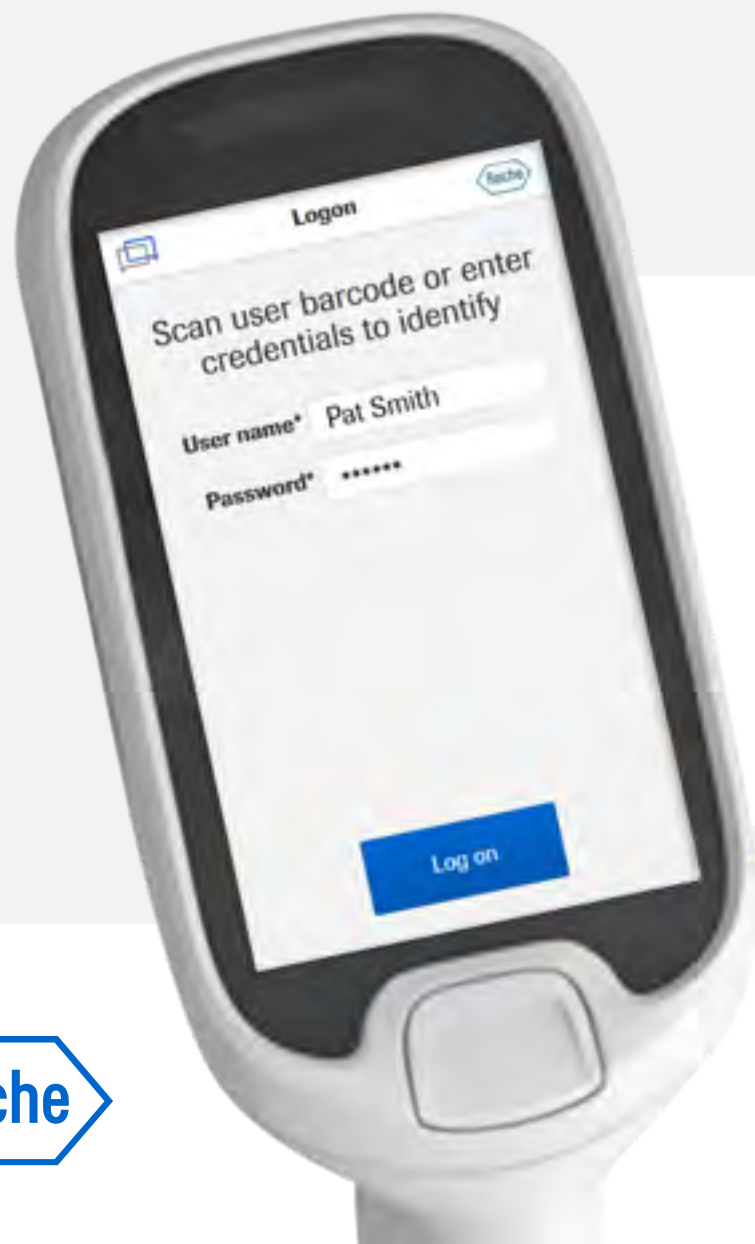 Logon
Roche
Scan user barcode or enter
credentials to identify
User name* Pat Smith
Password* ••••••
Log on
che